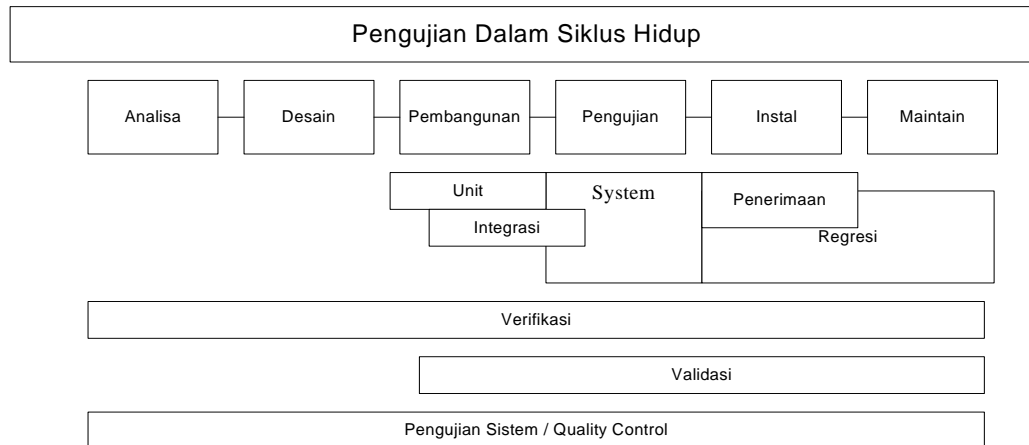 Pengujian Dalam Siklus Hidup
Analisa
Desain
Pembangunan
Pengujian
Instal
Maintain
Unit
System
Penerimaan
Integrasi
Regresi
Verifikasi
Validasi
Pengujian Sistem / Quality Control